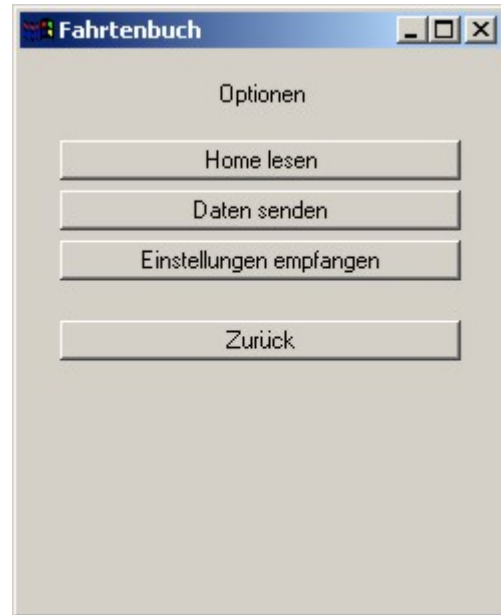 Fahrtenbuch
Optionen
Home lesen
Daten senden
Einstellungen empfangen
Zurück